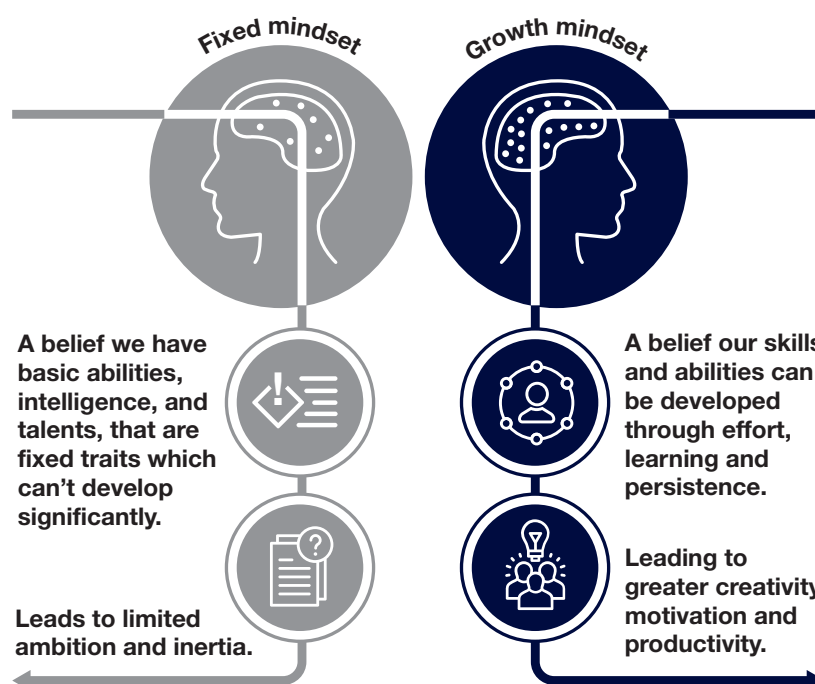 Fixed mindset
A belief we have
basic abilities,
intelligence, and
talents, that are
fixed traits which
can't develop
significantly.
Leads to limited
ambition and inertia.
Growth mindset
A belief our skills
and abilities can
be developed
through effort,
learning and
persistence.
Leading to
greater creativity
motivation and
productivity.
!
?